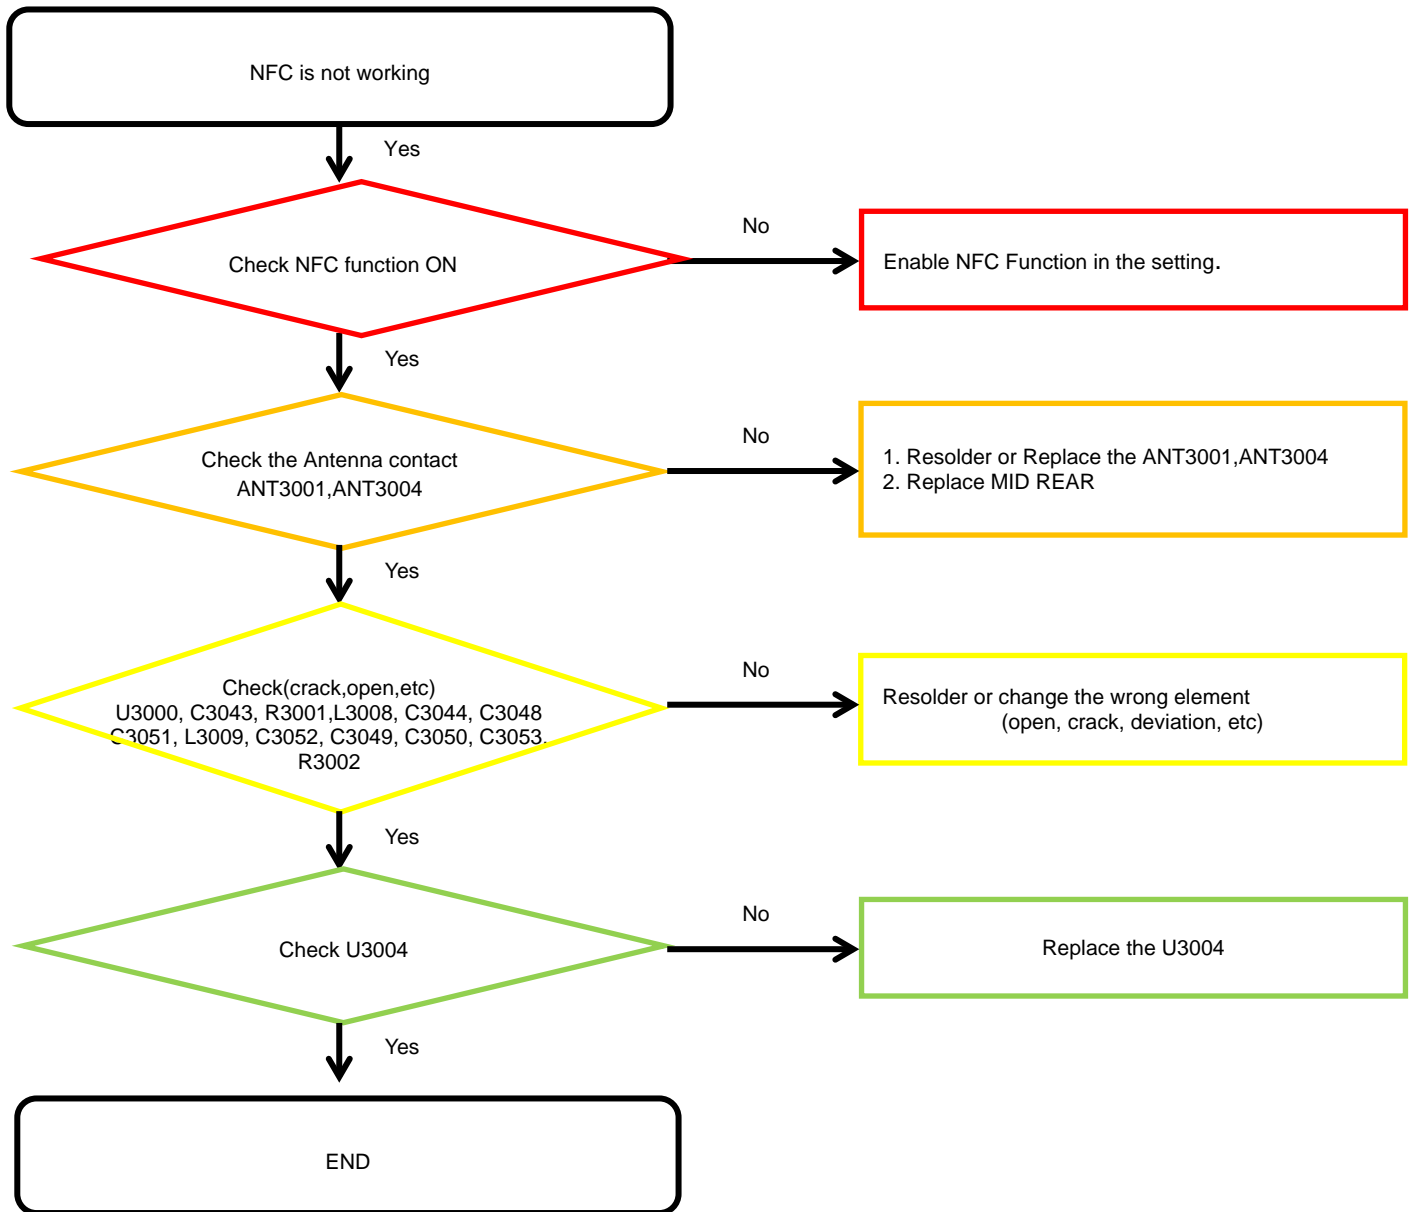 NFC is not working
Yes
Check NFC function ON
No
Enable NFC Function in the setting.
Yes
Check the Antenna contact
ANT3001,ANT3004
No
1. Resolder or Replace the ANT3001,ANT3004
2. Replace MID REAR
Yes
Check(crack,open,etc)
U3000, C3043, R3001,L3008, C3044, C3048
C3051, L3009, C3052, C3049, C3050, C3053,
R3002
No
Resolder or change the wrong element
(open, crack, deviation, etc)
Yes
Check U3004
No
Replace the U3004
Yes
END